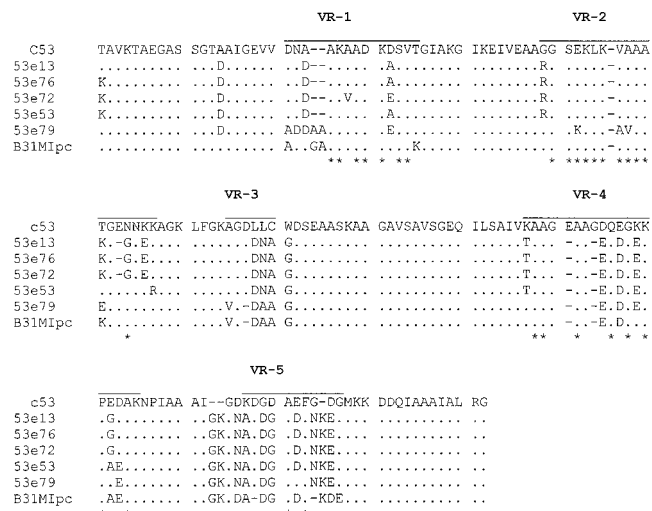 VR-1 VR-2
C53 TAVKTAEGAS SGTAAIGEVV DNA--AKAAD KDSVTGIAKG IKEIVEAAGG SEKLK-VAAA
53e13 .......... ...D...... ..D--..... .A........ .........R .....-....
53e76 K......... ...D...... ..D--..... .A........ .........R .....-....
53e72 K......... ...D...... ..D--..V.. .E........ .........R .....-....
53e53 K......... ...D...... ..D--..... .A........ .........R .....-....
53e79 .......... ...D...... ADDAA..... .E........ .......... ..K..-.AV.
B31MIpc .......... .......... A..GA..... .....K.... .......... .....-....
** ** * ** * ***** ****
VR-3 VR-4
c53 TGENNKKAGK LFGKAGDLLC WDSEAASKAA GAVSAVSGEQ ILSAIVKAAG EAAGDQEGKK
53e13 K.-G.E.... .......DNA G......... .......... ......T... -..-E.D.E.
53e76 K.-G.E.... .......DNA G......... .......... ......T... -..-E.D.E.
53e72 K.-G.E.... .......DNA G......... .......... ......T... -..-E.D.E.
53e53 ......R... .......DNA G......... .......... ......T... -..-E.D.E.
53e79 E......... ....V.-DAA G......... .......... .......... -..-E.D.E.
B31MIpc K......... ....V.-DAA G......... .......... .......... -..-E.D...
* ** * * * *
VR-5
c53 PEDAKNPIAA AI--GDKDGD AEFG-DGMKK DDQIAAAIAL RG
53e13 .G........ ..GK.NA.DG .D.NKE.... .......... ..
53e76 .G........ ..GK.NA.DG .D.NKE.... .......... ..
53e72 .G........ ..GK.NA.DG .D.NKE.... .......... ..
53e53 .AE....... ..GK.NA.DG .D.NKE.... .......... ..
53e79 ..E....... ..GK.NA.DG .D.NKE.... .......... ..
B31MIpc .AE....... ..GK.DA-DG .D.-KDE... .......... ..